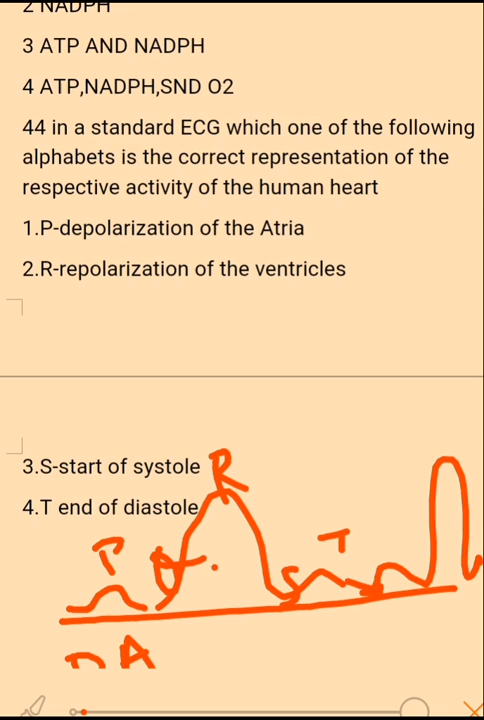 2 NADPH
3 ATP AND NADPH
4 ATP,NADPH,SND O2
44 in a standard ECG which one of the following
alphabets is the correct representation of the
respective activity of the human heart
1.P-depolarization of the Atria
2.R-repolarization of the ventricles
3.S-start of systole
R
4.T end of diastole
P
T
S
A